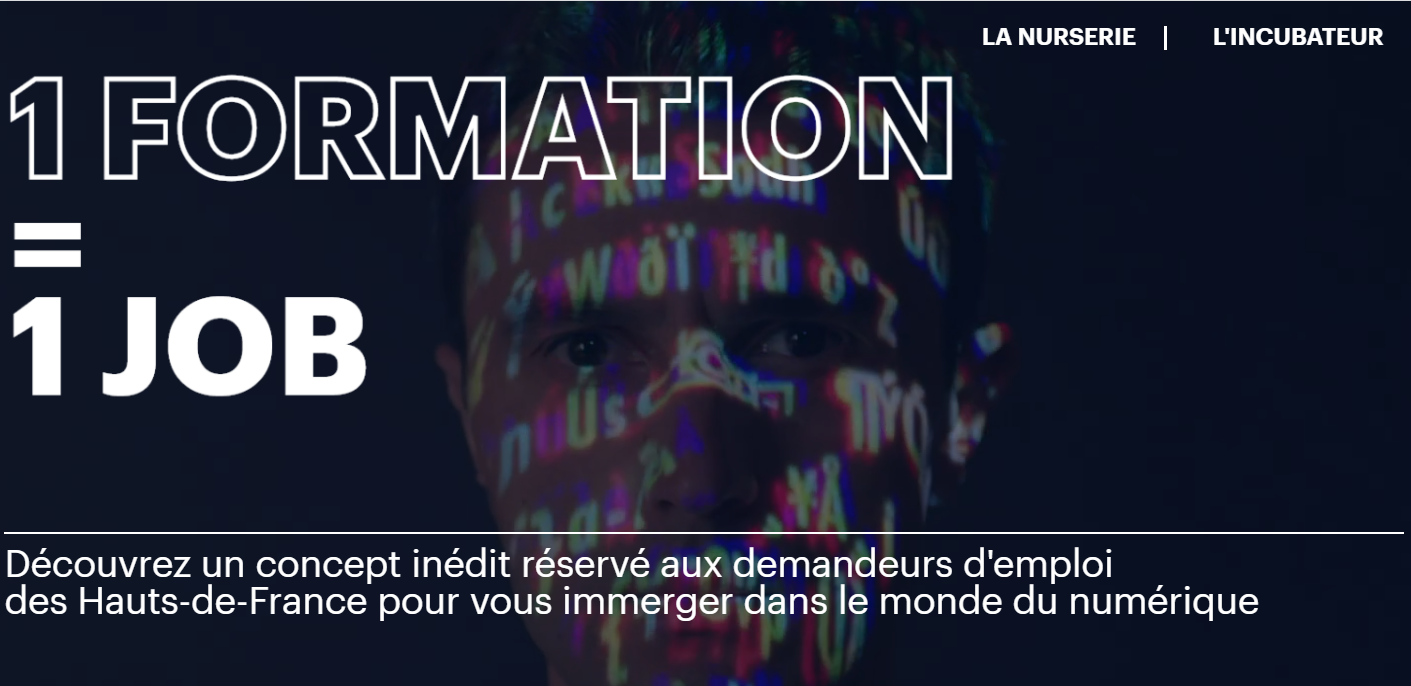 LA NURSERIE | L'INCUBATEUR
1 FORMATION
=
1 JOB
Découvrez un concept inédit réservé aux demandeurs d'emploi
des Hauts-de-France pour vous immerger dans le monde du numérique